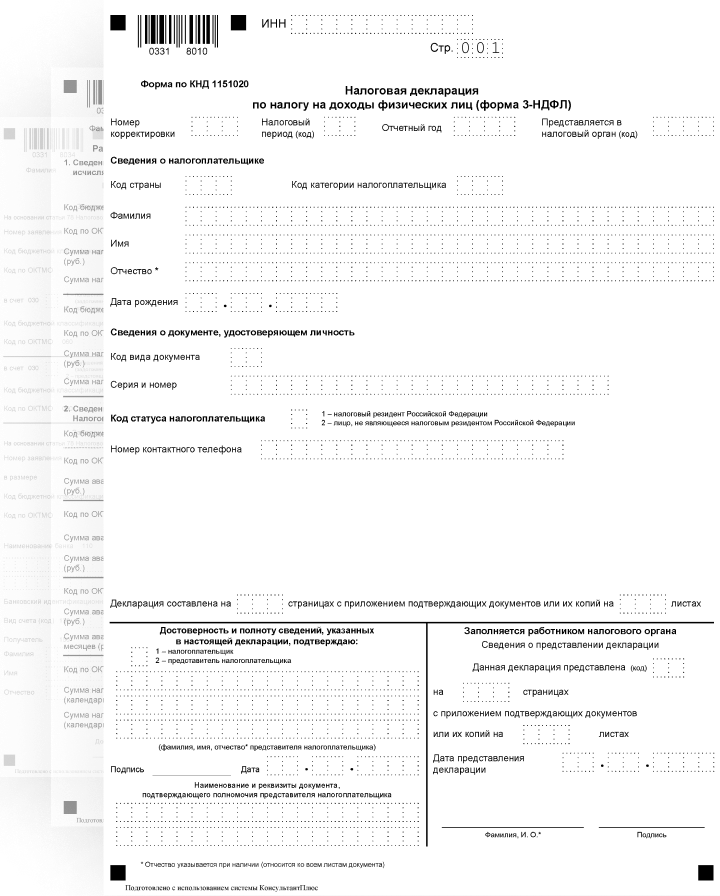 ИНН
0331 8010
Стр. 001
Форма по КНД 1151020
Налоговая декларация
по налогу на доходы физических лиц (форма 3-НДФЛ)
Номер корректировки
Налоговый период (код)
Отчетный год
Представляется в налоговый орган (код)
Сведения о налогоплательщике
Код страны
Код категории налогоплательщика
Фамилия
Имя
Отчество *
Дата рождения
Сведения о документе, удостоверяющем личность
Код вида документа
Серия и номер
Код статуса налогоплательщика
1 – налоговый резидент Российской Федерации
2 – лицо, не являющееся налоговым резидентом Российской Федерации
Номер контактного телефона
Декларация составлена на страницах с приложением подтверждающих документов или их копий на листах
Достоверность и полноту сведений, указанных
в настоящей декларации, подтверждаю:
1 – налогоплательщик
2 – представитель налогоплательщика
(фамилия, имя, отчество* представителя налогоплательщика)
Подпись Дата
Наименование и реквизиты документа,
подтверждающего полномочия представителя налогоплательщика
Заполняется работником налогового органа
Сведения о представлении декларации
Данная декларация представлена (код)
на страницах
с приложением подтверждающих документов
или их копий на листах
Дата представления
декларации
Фамилия, И. О.*
Подпись
* Отчество указывается при наличии (относится ко всем листам документа)
Подготовлено с использованием системы КонсультантПлюс